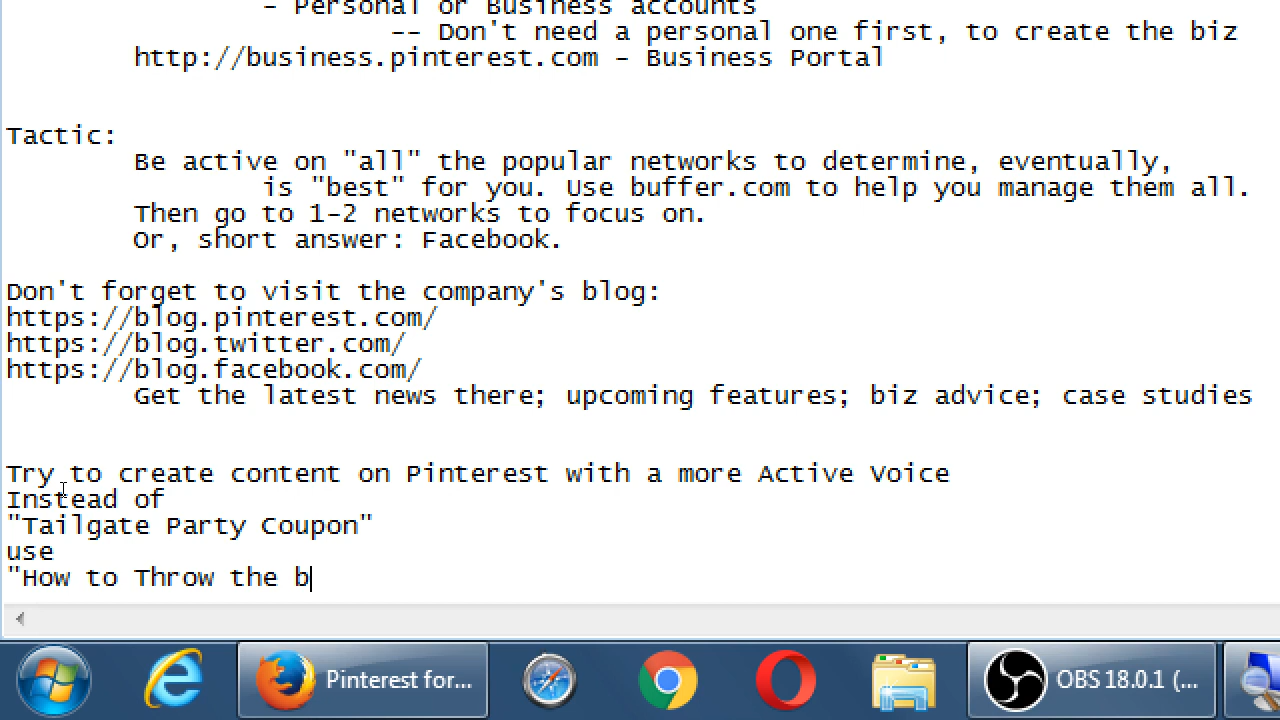 - Personal or Business accounts
-- Don't need a personal one first, to create the biz
http://business.pinterest.com - Business Portal
Tactic:
Be active on "all" the popular networks to determine, eventually,
is "best" for you. Use buffer.com to help you manage them all.
Then go to 1-2 networks to focus on.
Or, short answer: Facebook.
Don't forget to visit the company's blog:
https://blog.pinterest.com/
https://blog.twitter.com/
https://blog.facebook.com/
Get the latest news there; upcoming features; biz advice; case studies
Try to create content on Pinterest with a more Active Voice
Instead of
"Tailgate Party Coupon"
use
"How to Throw the b
Pinterest for...
OBS 18.0.1 (...